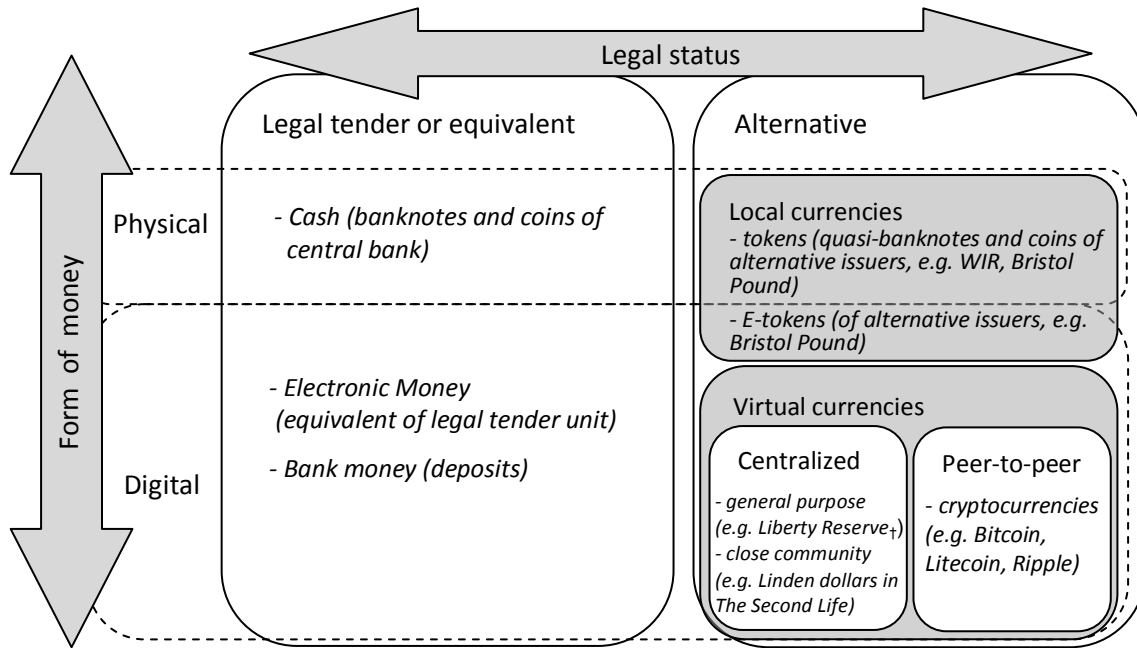 Legal status
Form of money
Legal tender or equivalent
Alternative
Physical
- Cash (banknotes and coins of
central bank)
Local currencies
- tokens (quasi-banknotes and coins of
alternative issuers, e.g. WIR, Bristol
Pound)
- E-tokens (of alternative issuers, e.g.
Bristol Pound)
Digital
- Electronic Money
(equivalent of legal tender unit)
- Bank money (deposits)
Virtual currencies
Centralized
- general purpose
(e.g. Liberty Reserve†)
- close community
(e.g. Linden dollars in
The Second Life)
Peer-to-peer
- cryptocurrencies
(e.g. Bitcoin,
Litecoin, Ripple)